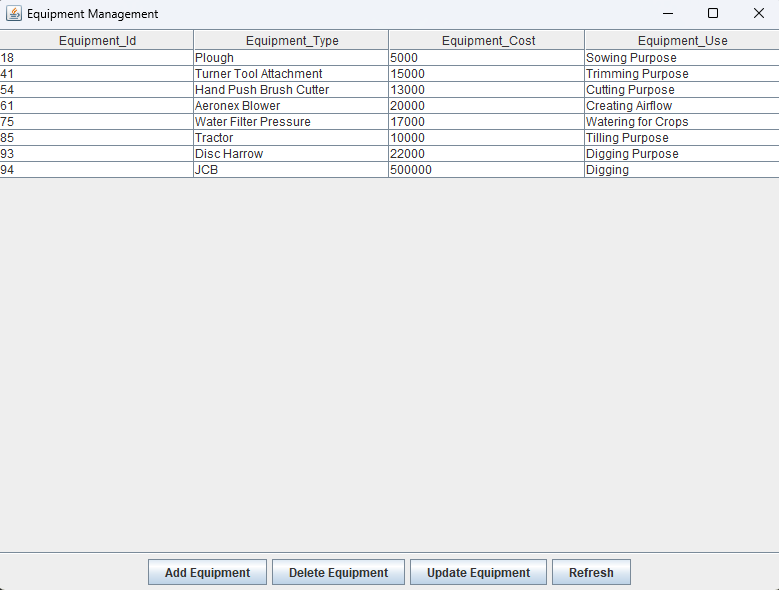 Equipment Management
Equipment_Id Equipment_Type Equipment_Cost Equipment_Use
18 Plough 5000 Sowing Purpose
41 Turner Tool Attachment 15000 Trimming Purpose
54 Hand Push Brush Cutter 13000 Cutting Purpose
61 Aeronex Blower 20000 Creating Airflow
75 Water Filter Pressure 17000 Watering for Crops
85 Tractor 10000 Tilling Purpose
93 Disc Harrow 22000 Digging Purpose
94 JCB 500000 Digging
Add Equipment Delete Equipment Update Equipment Refresh